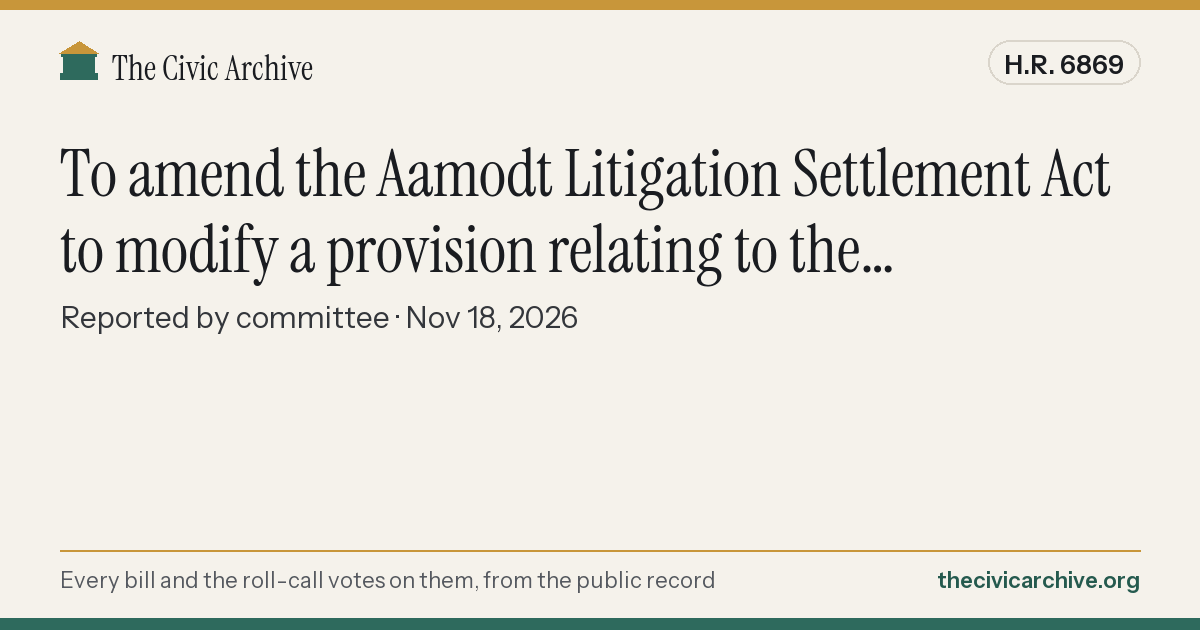 The Civic Archive
H.R. 6869
To amend the Aamodt Litigation Settlement Act
to modify a provision relating to the...
Reported by committee · Nov 18, 2026
Every bill and the roll-call votes on them, from the public record
thecivicarchive.org